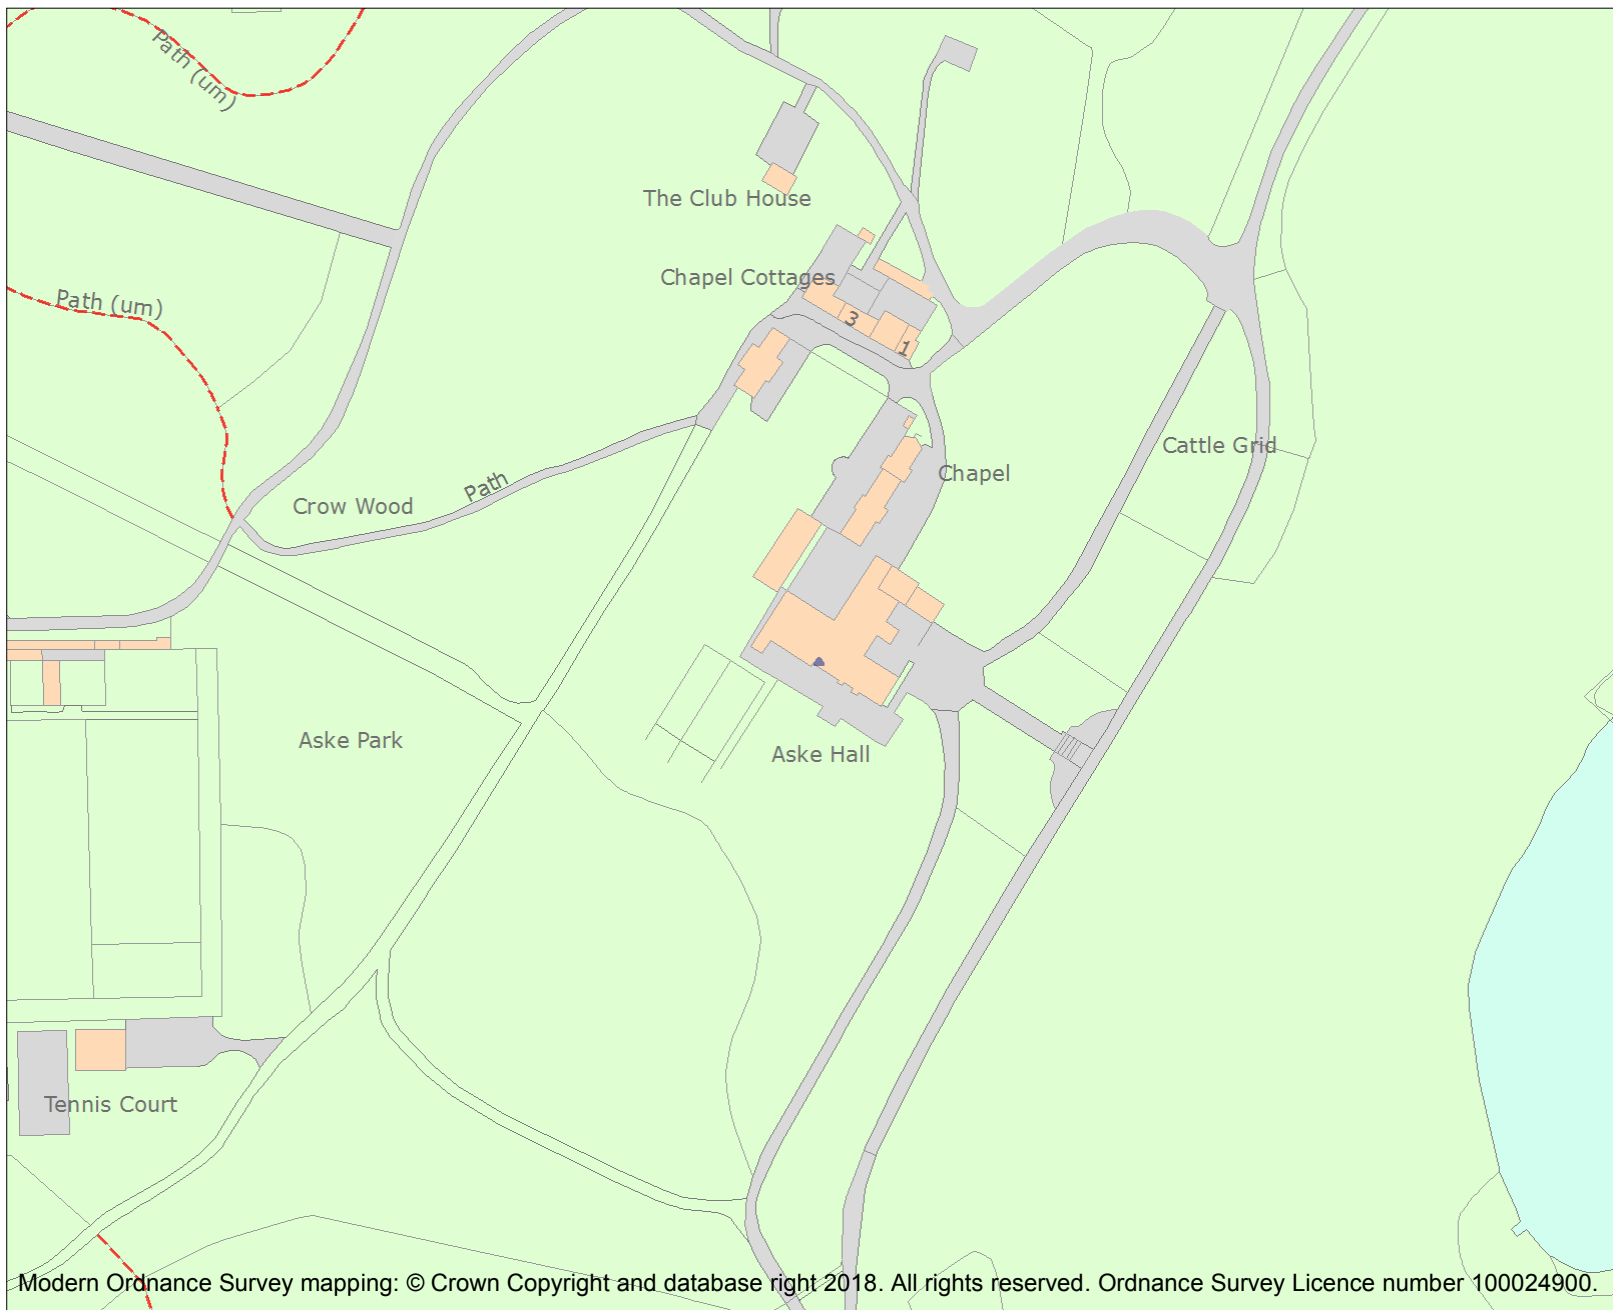 Path (um)
The Club House
Chapel Cottages
Path (um)
3
1
Cattle Grid
Chapel
Path
Crow Wood
Aske Park
Aske Hall
Tennis Court
Modern Ordnance Survey mapping: © Crown Copyright and database right 2018. All rights reserved. Ordnance Survey Licence number 100024900.